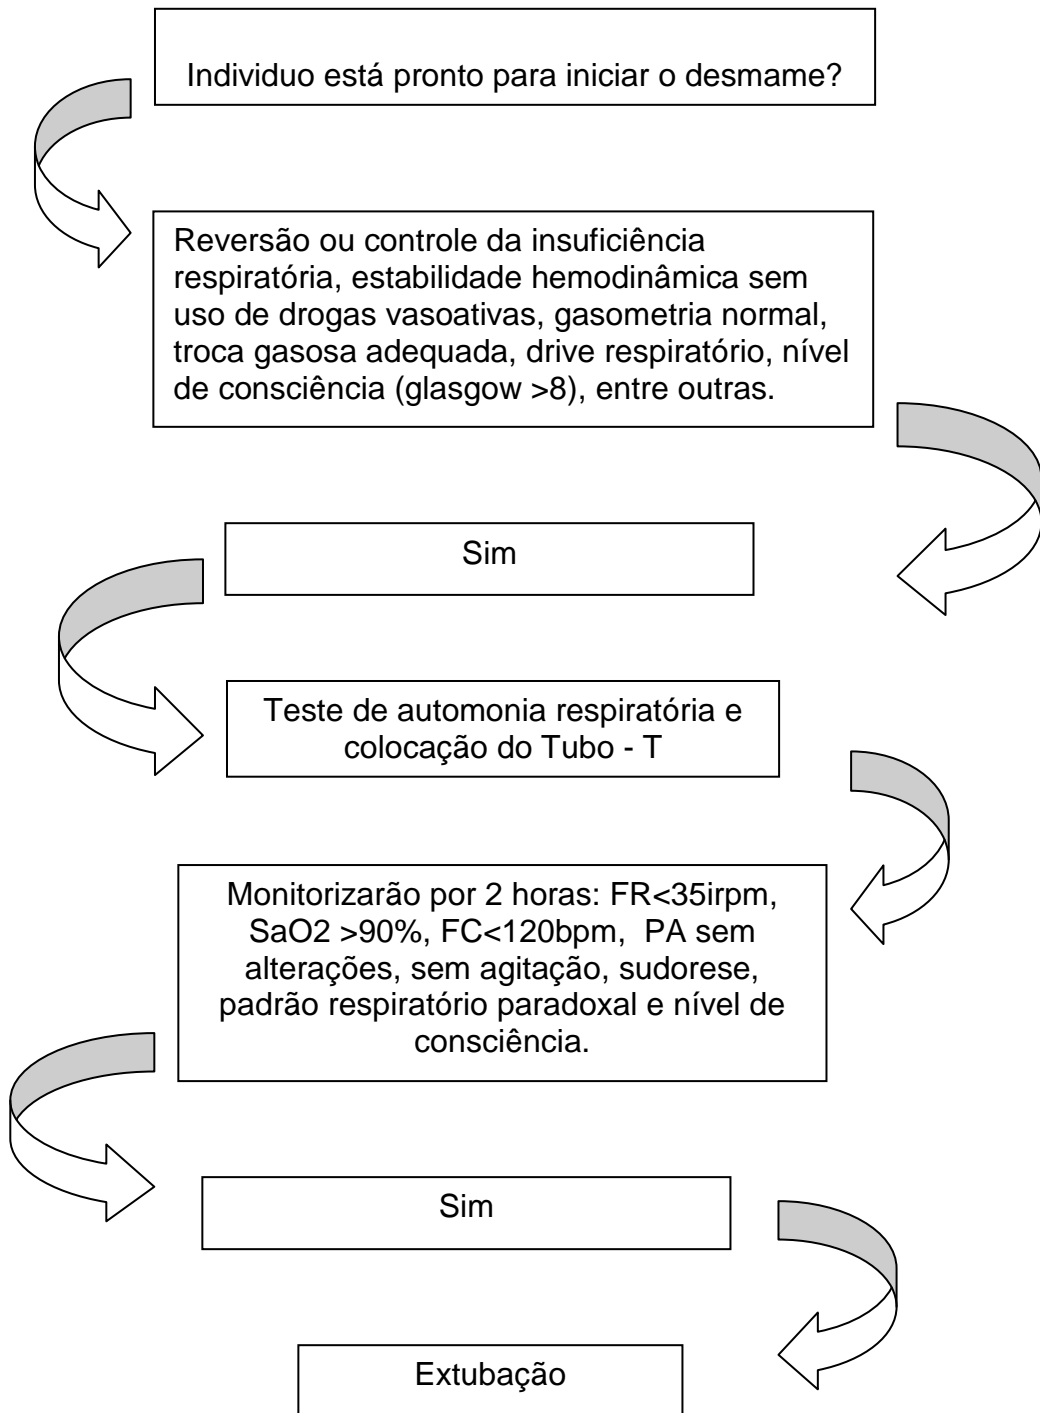 Individuo está pronto para iniciar o desmame?
Reversão ou controle da insuficiência
respiratória, estabilidade hemodinâmica sem
uso de drogas vasoativas, gasometria normal,
troca gasosa adequada, drive respiratório, nível
de consciência (glasgow >8), entre outras.
Sim
Teste de automonia respiratória e
colocação do Tubo - T
Monitorizarão por 2 horas: FR<35irpm,
SaO2 >90%, FC<120bpm,  PA sem
alterações, sem agitação, sudorese,
padrão respiratório paradoxal e nível de
consciência.
Sim
Extubação